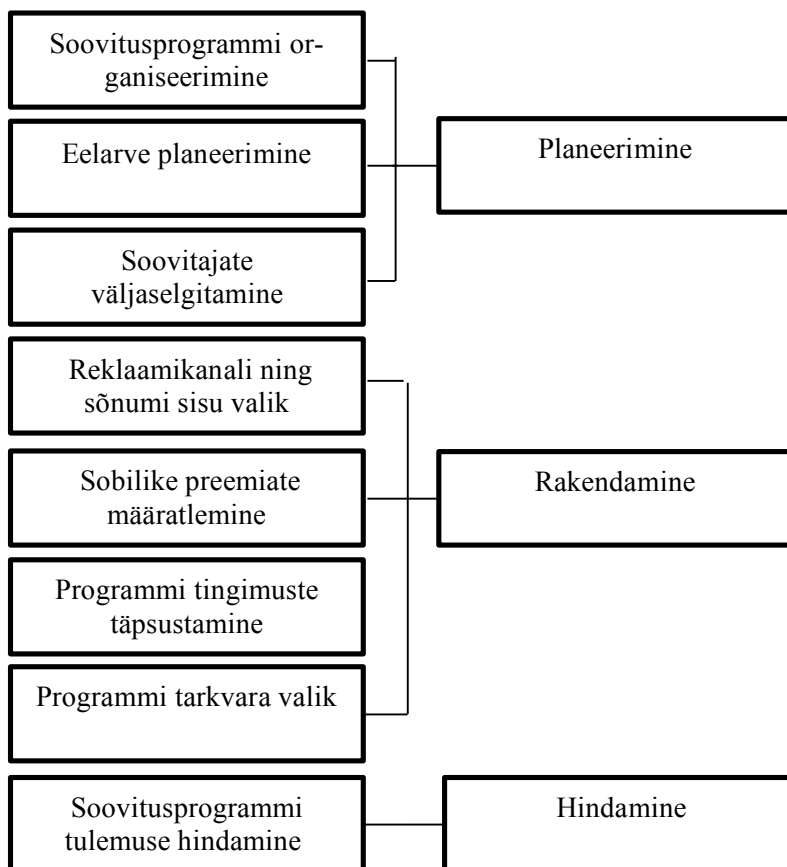 Soovitusprogrammi or-
ganiseerimine
Eelarve planeerimine
Planeerimine
Soovitajate
väljaselgitamine
Reklaamikanali ning
sõnumi sisu valik
Sobilike preemiate
määratlemine
Rakendamine
Programmi tingimuste
täpsustamine
Programmi tarkvara valik
Soovitusprogrammi
tulemuse hindamine
Hindamine